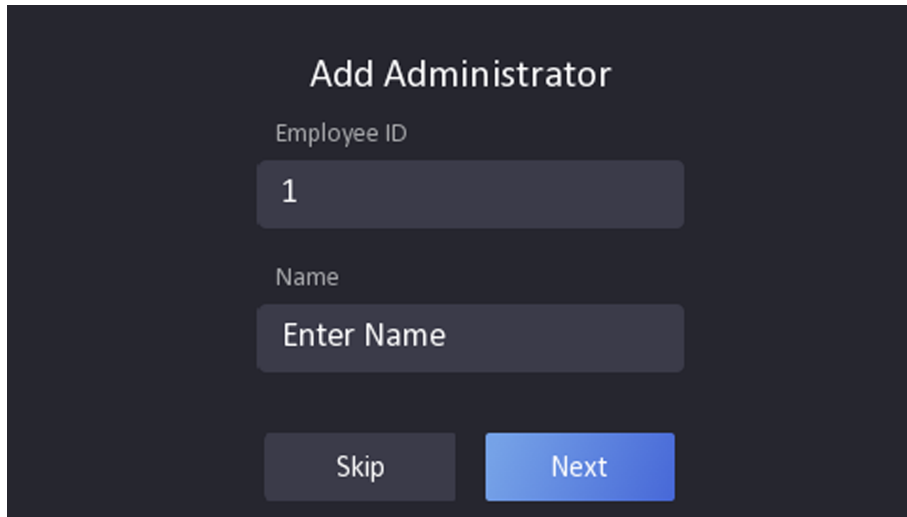 Add Administrator
Employee ID
1
Name
Enter Name
Skip Next